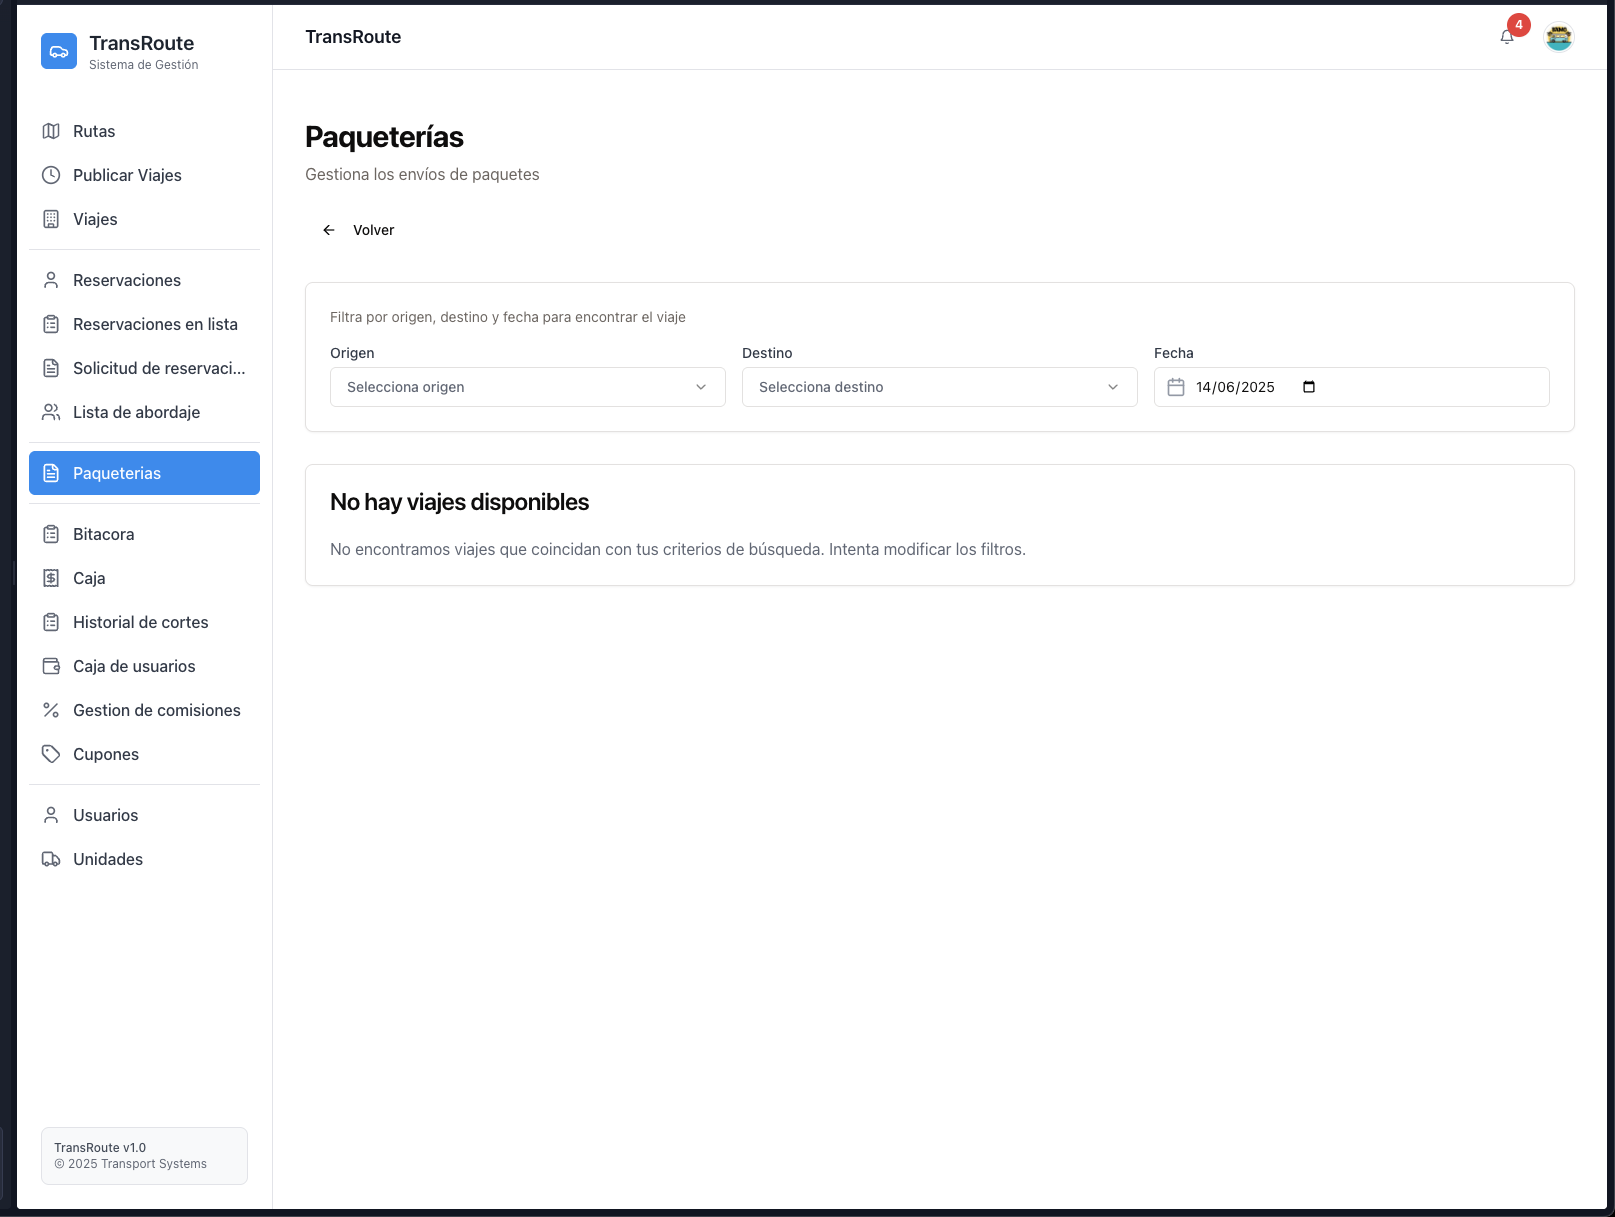 TransRoute
Sistema de Gestión
Rutas
Publicar Viajes
Viajes
Reservaciones
Reservaciones en lista
Solicitud de reservaci...
Lista de abordaje
Paqueterias
Bitacora
Caja
Historial de cortes
Caja de usuarios
Gestion de comisiones
Cupones
Usuarios
Unidades
TransRoute v1.0
© 2025 Transport Systems
TransRoute
4
Paqueterías
Gestiona los envíos de paquetes
Volver
Filtra por origen, destino y fecha para encontrar el viaje
Origen
Selecciona origen
Destino
Selecciona destino
Fecha
14/06/2025
No hay viajes disponibles
No encontramos viajes que coincidan con tus criterios de búsqueda. Intenta modificar los filtros.